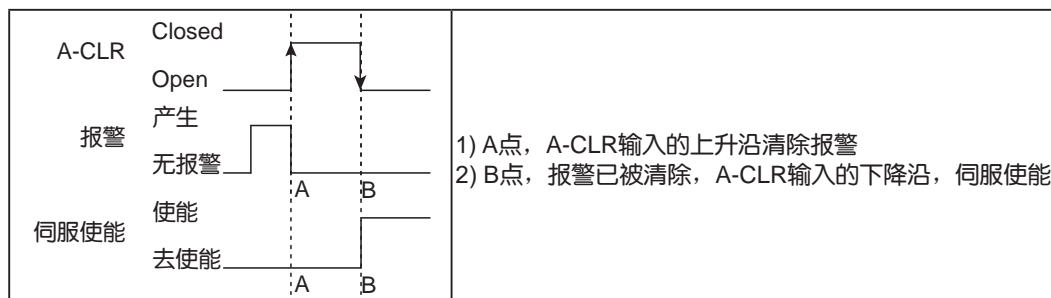 A-CLR
Closed
Open
报警
产生
无报警
A
B
伺服使能
使能
去使能
A
B
1) A点，A-CLR输入的上升沿清除报警
2) B点，报警已被清除，A-CLR输入的下降沿，伺服使能